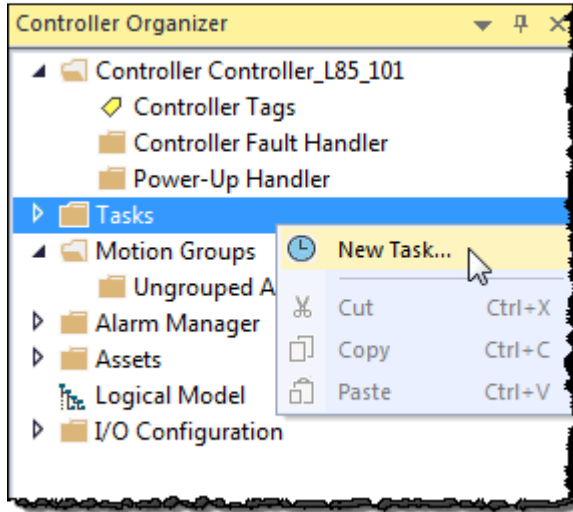 Controller Organizer
Controller Controller_L85_101
Controller Tags
Controller Fault Handler
Power-Up Handler
Tasks
Motion Groups
Ungrouped A
Alarm Manager
Assets
Logical Model
I/O Configuration
New Task...
Cut Ctrl+X
Copy Ctrl+C
Paste Ctrl+V